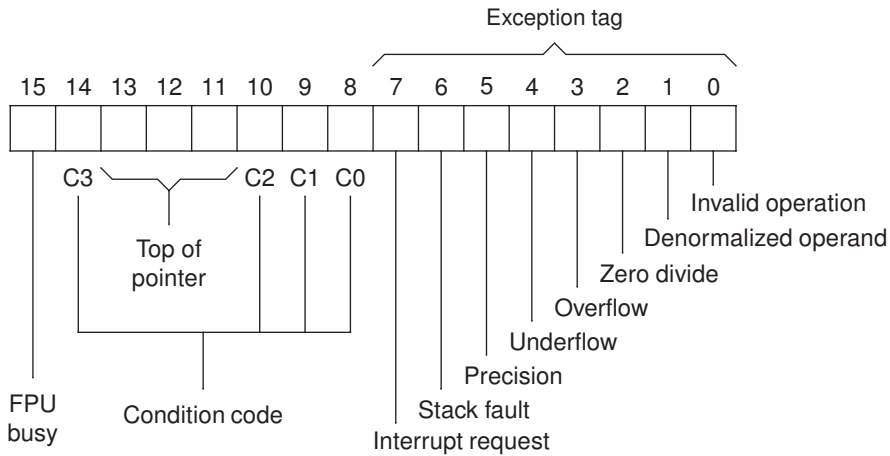 Exception tag
15 14 13 12 11 10 9 8 7 6 5 4 3 2 1 0
C3 C2 C1 C0
Invalid operation
Denormalized operand
Top of
pointer
Zero divide
Overflow
Underflow
Precision
FPU
busy
Condition code
Stack fault
Interrupt request